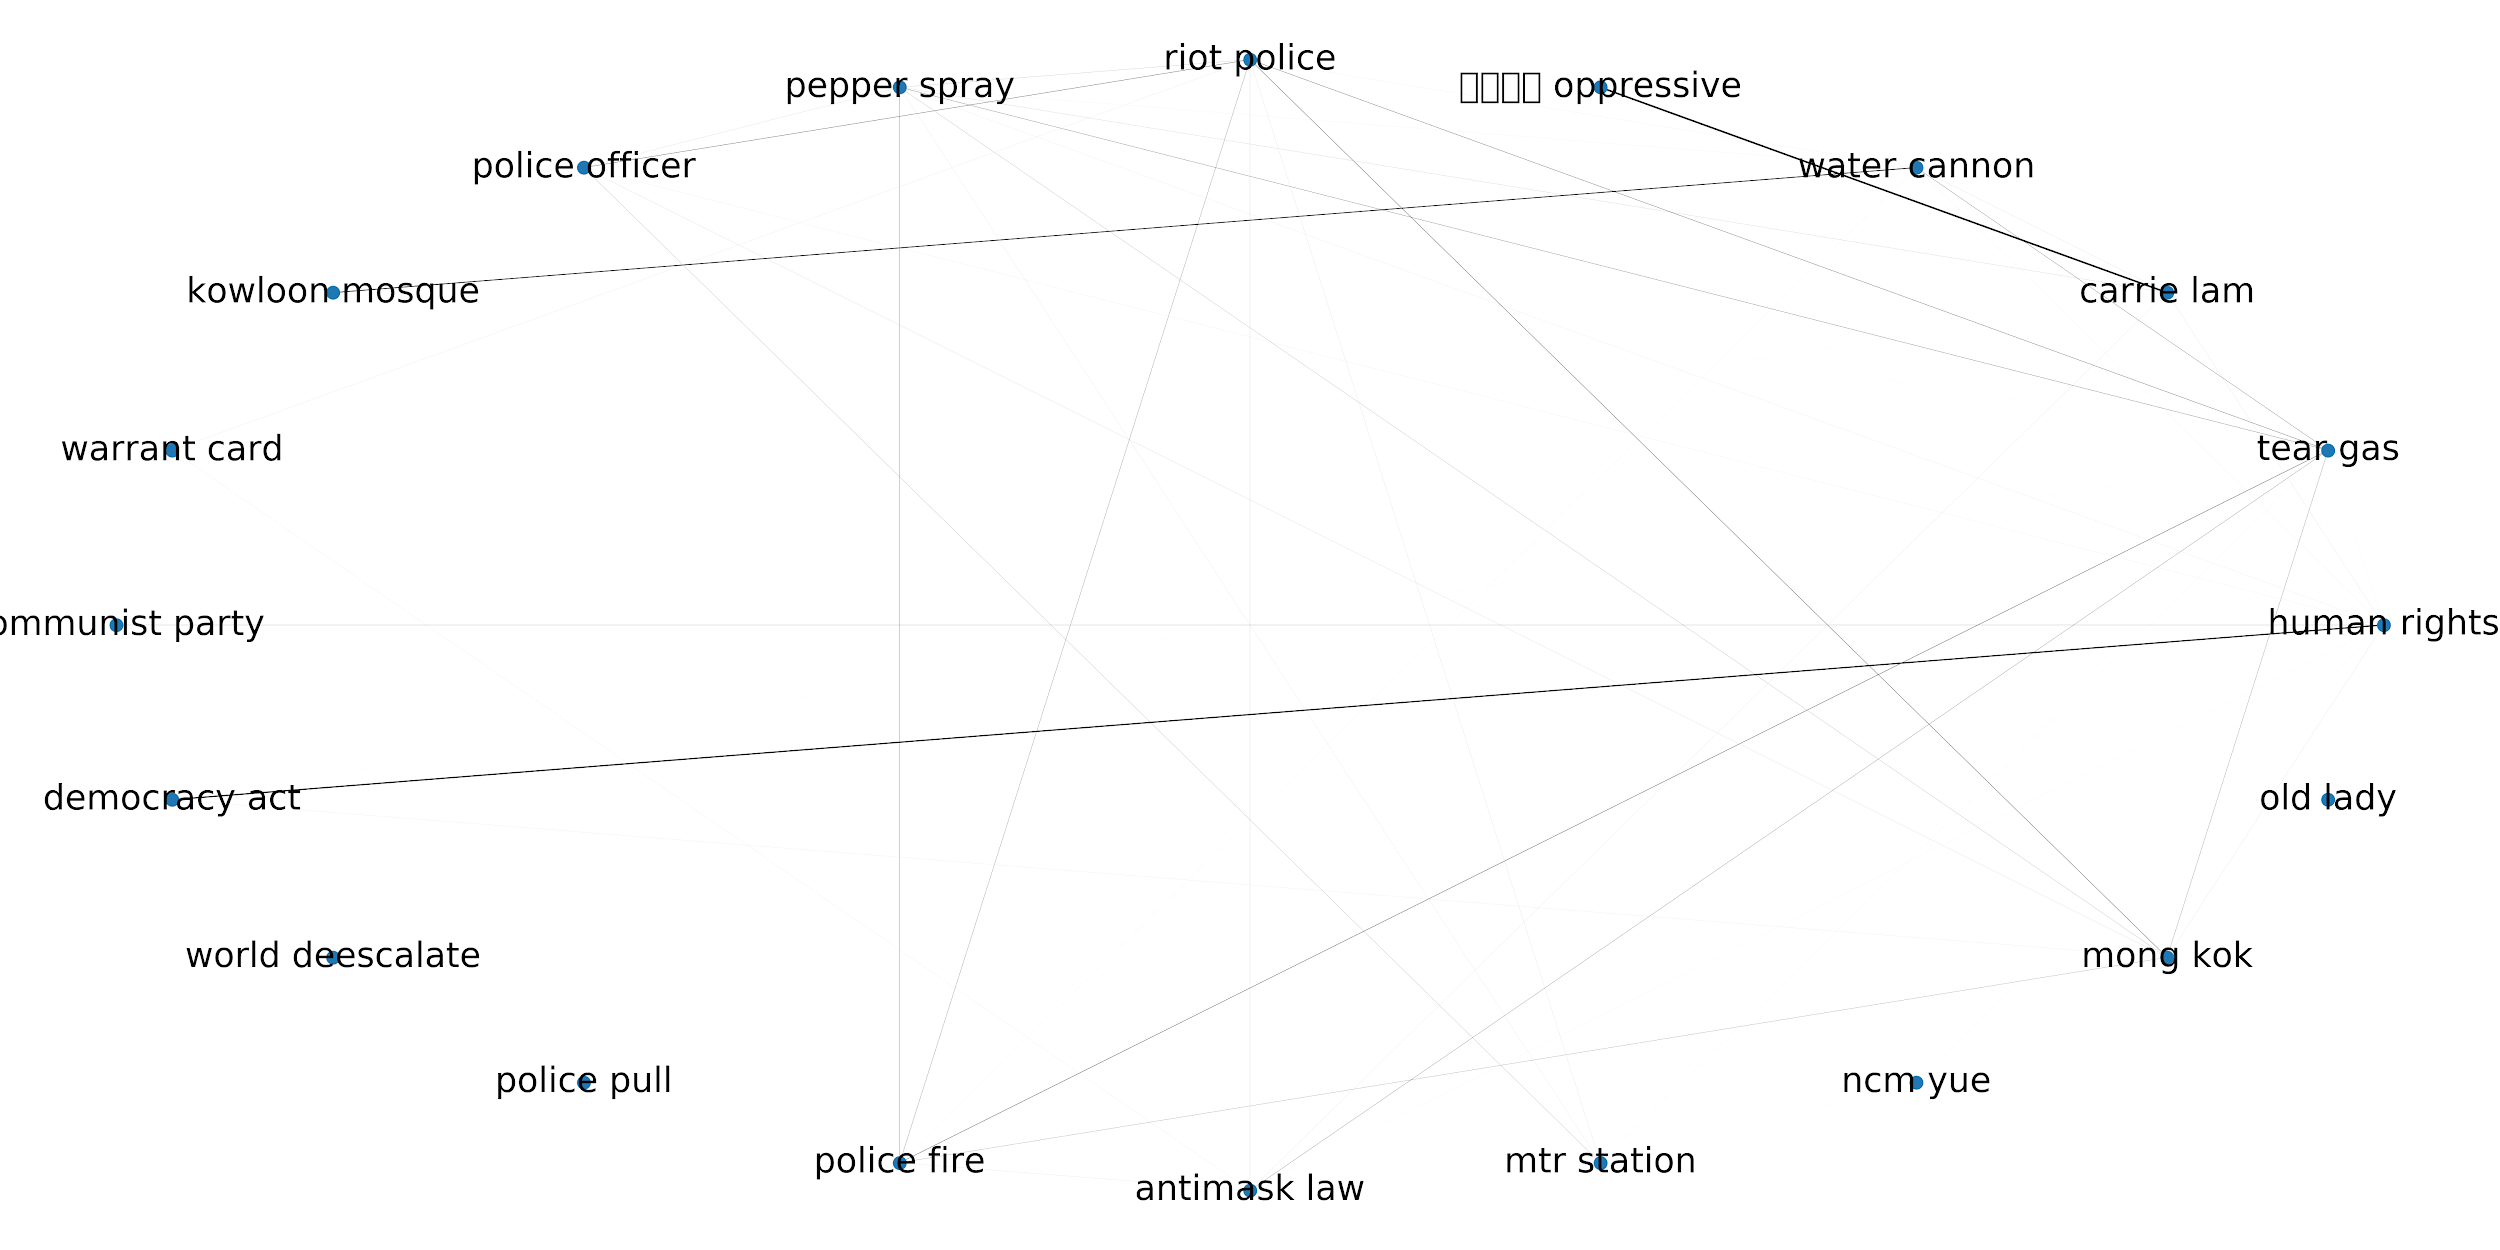 riot police
pepper spray
oppressive
police officer
water cannon
kowloon mosque
carrie lam
warrant card
tear gas
ommunist party
human rights
democracy act
old lady
world deescalate
mong kok
police pull
ncm yue
police fire
mtr station
antimask law